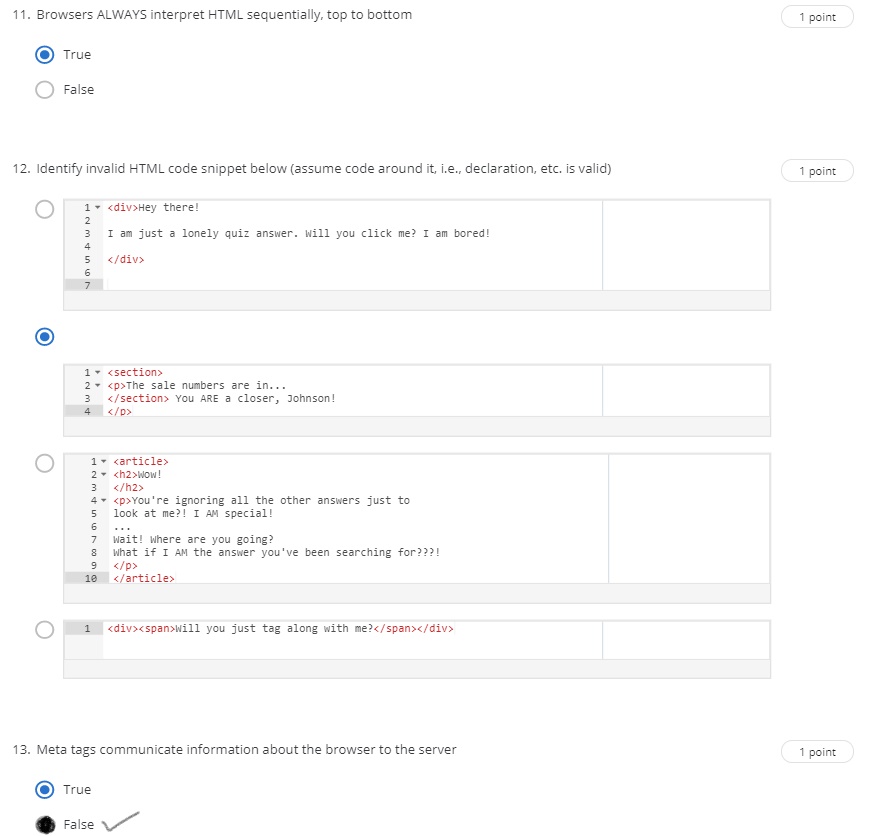 11. Browsers ALWAYS interpret HTML sequentially, top to bottom
1 point
True
False
12. Identify invalid HTML code snippet below (assume code around it, i.e., declaration, etc. is valid)
1 point
1 <div>Hey there!
2
3 I am just a lonely quiz answer. Will you click me? I am bored!
4
5 </div>
6
7
1 <section>
2 <p>The sale numbers are in...
3 </section> You ARE a closer, Johnson!
4 </p>
1 <article>
2 <h2>Wow!
3 </h2>
4 <p>You're ignoring all the other answers just to
5 look at me?! I AM special!
6 ...
7 Wait! Where are you going?
8 What if I AM the answer you've been searching for???!
9 </p>
10 </article>
1 <div><span>Will you just tag along with me?</span></div>
13. Meta tags communicate information about the browser to the server
1 point
True
False